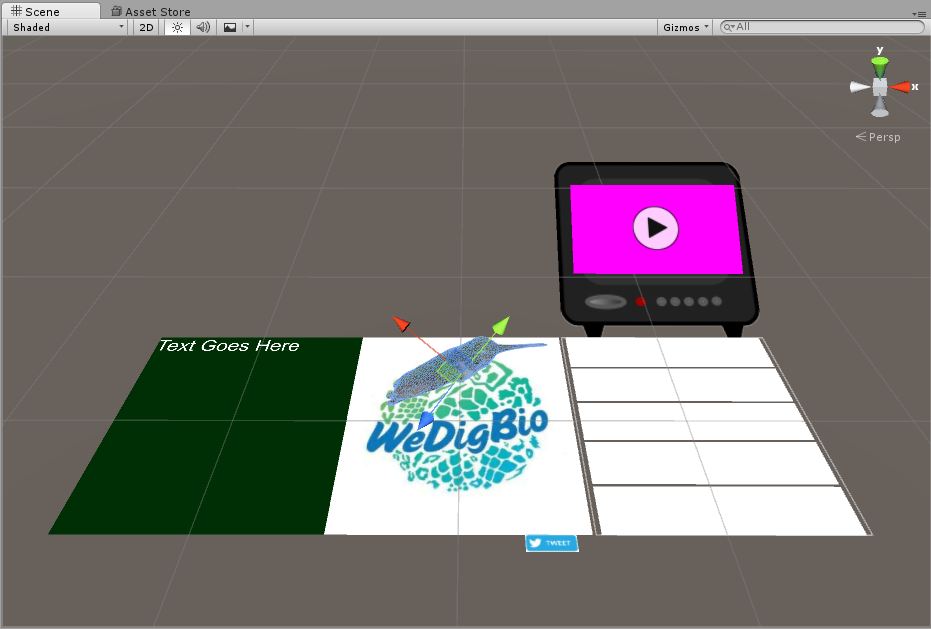 Scene
Asset Store
Shaded
2D
Gizmos
All
y
x
Persp
Text Goes Here
WeDigBio
TWEET